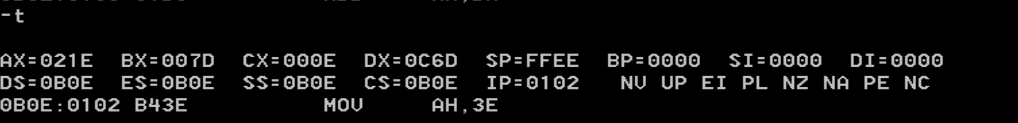 -t
AX=021E BX=007D CX=000E DX=0C6D SP=FFEE BP=0000 SI=0000 DI=0000
DS=0B0E ES=0B0E SS=0B0E CS=0B0E IP=0102 NV UP EI PL NZ NA PE NC
0B0E:0102 B43E MOV AH,3E